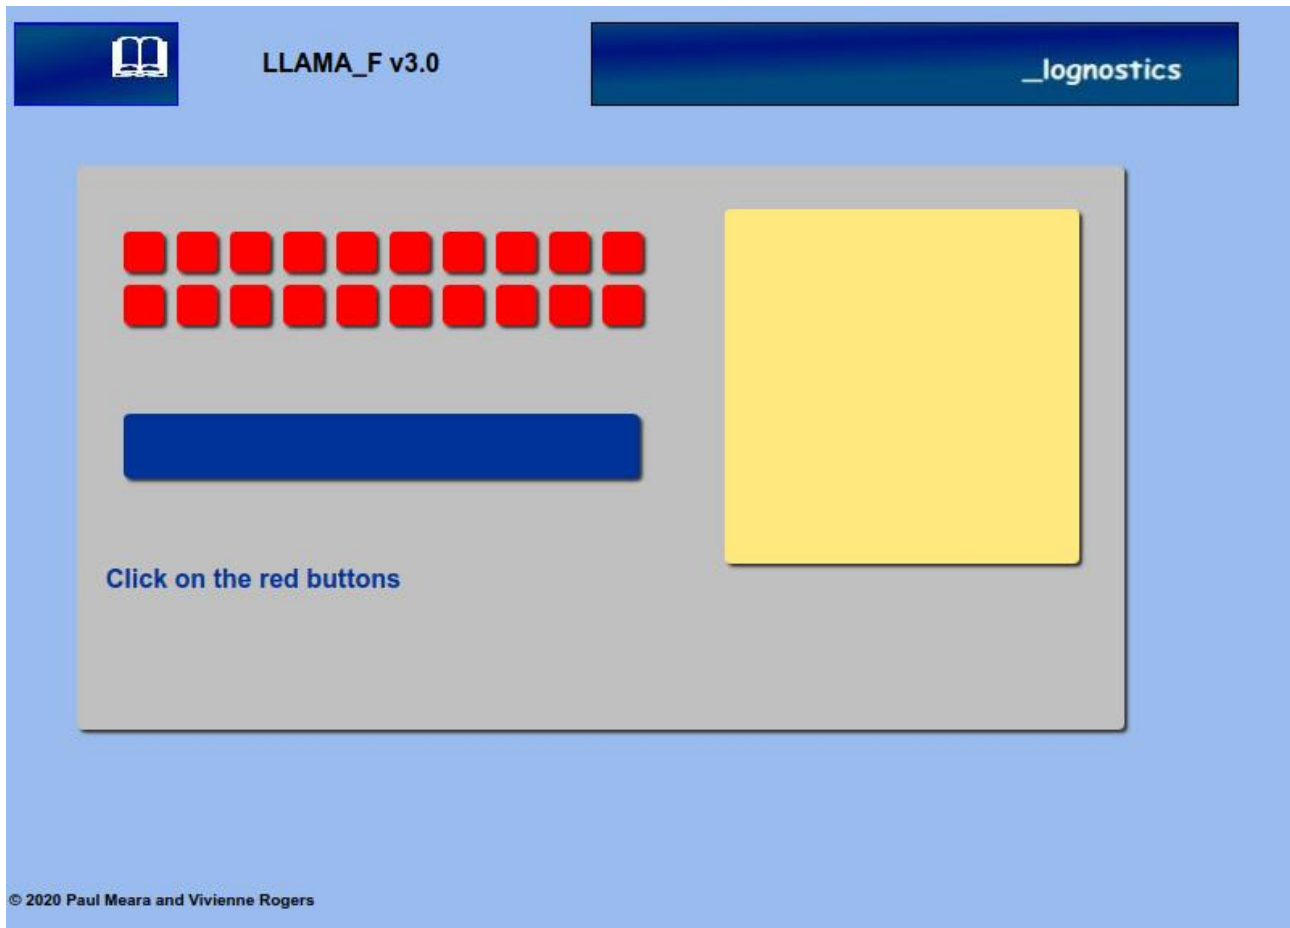 LLAMA_F v3.0
_lognostics
Click on the red buttons
© 2020 Paul Meara and Vivienne Rogers